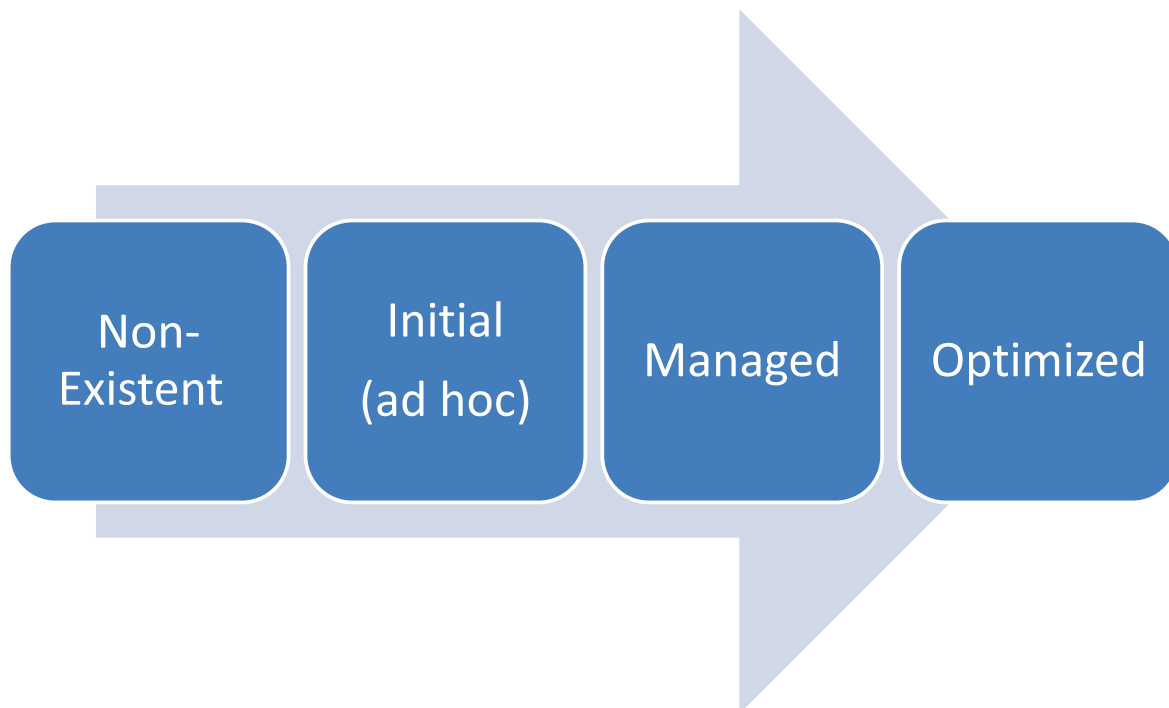 Non-
Existent
Initial
(ad hoc)
Managed
Optimized